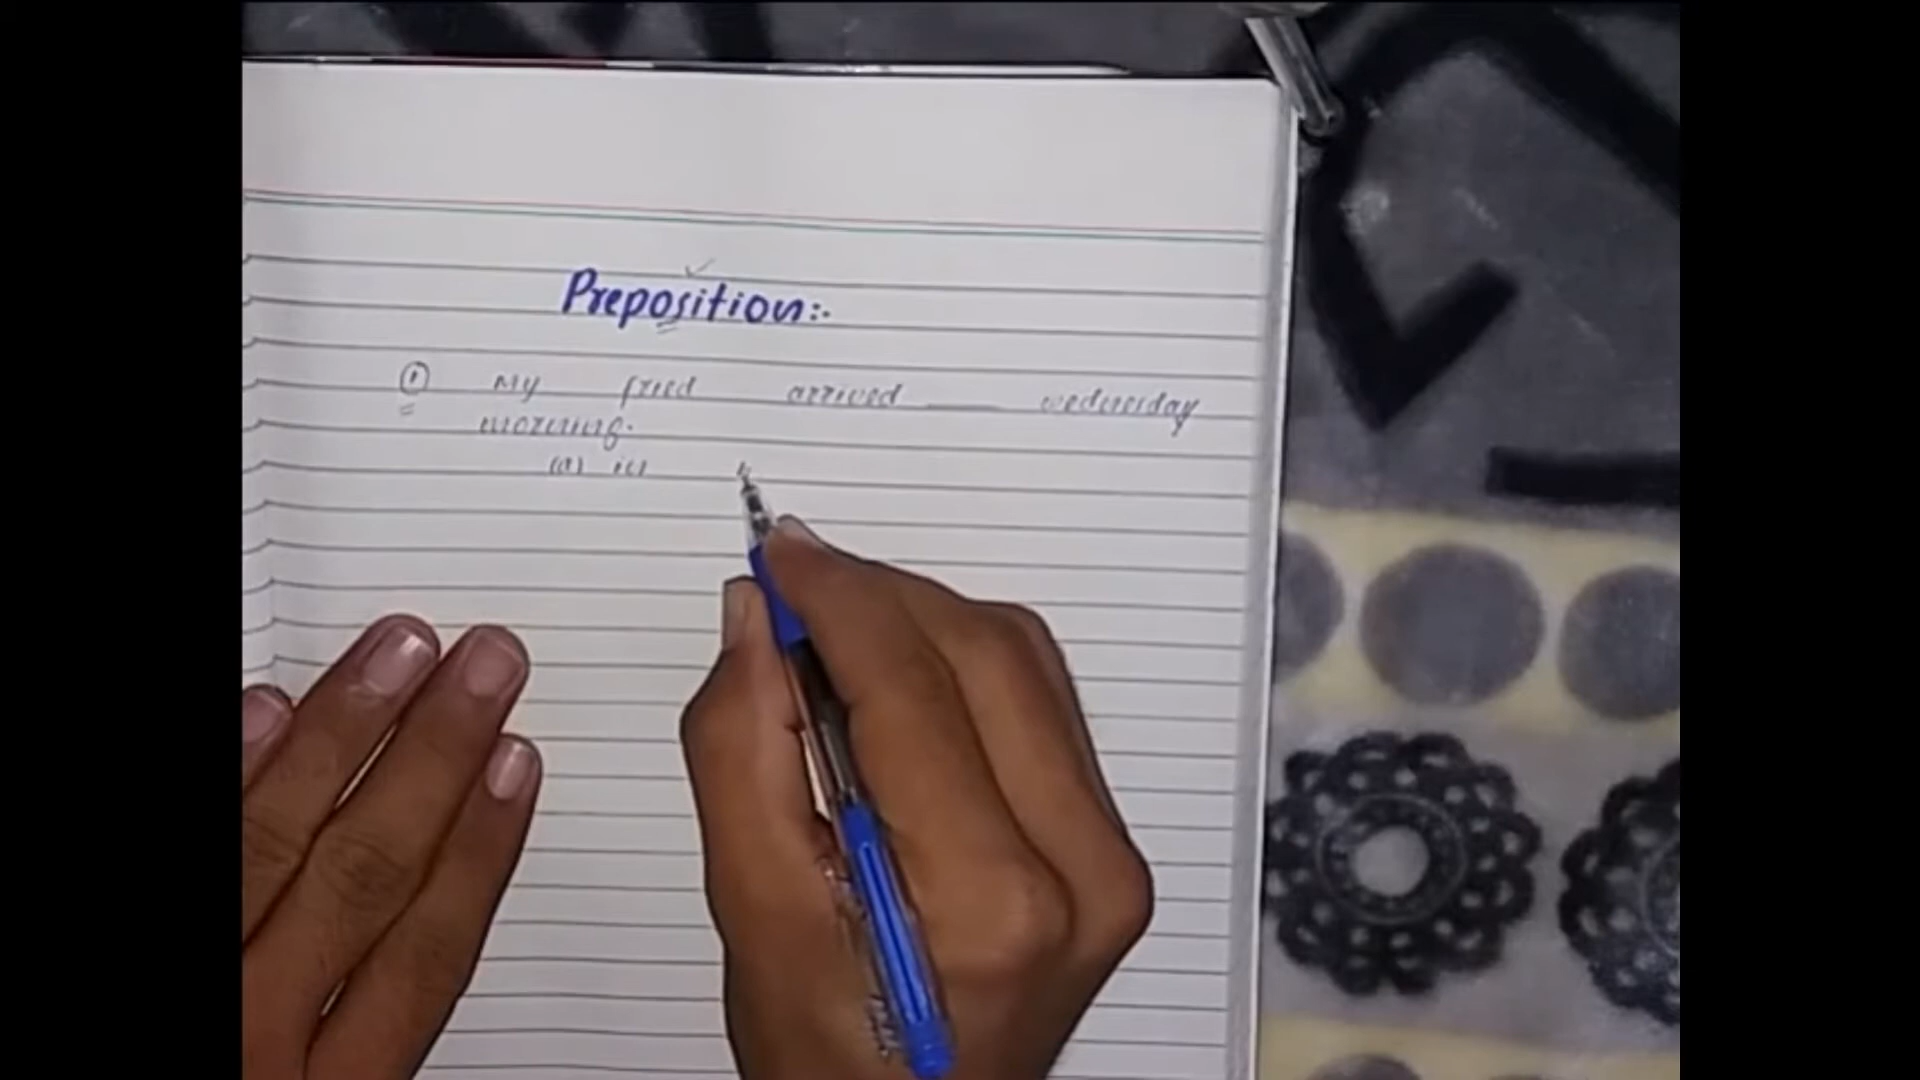 Preposition:-
① My fried arrived ____ wednesday
morning.
(a) in